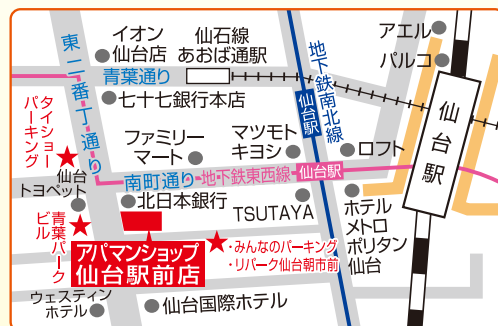 イオン
仙台店
仙石線
あおば通駅
アエル
パルコ
東二番丁通り
青葉通り
七十七銀行本店
地下鉄南北線
仙台駅
仙台駅
タイショー
パーキング
ファミリー
マート
マツモト
キヨシ
ロフト
仙台
トヨペット
南町通り
地下鉄東西線
仙台駅
北日本銀行
TSUTAYA
ホテル
メトロ
ポリタン
仙台
青葉パーク
ビル
アパマンショップ
仙台駅前店
・みんなのパーキング
・リパーク仙台朝市前
ウェスティン
ホテル
仙台国際ホテル